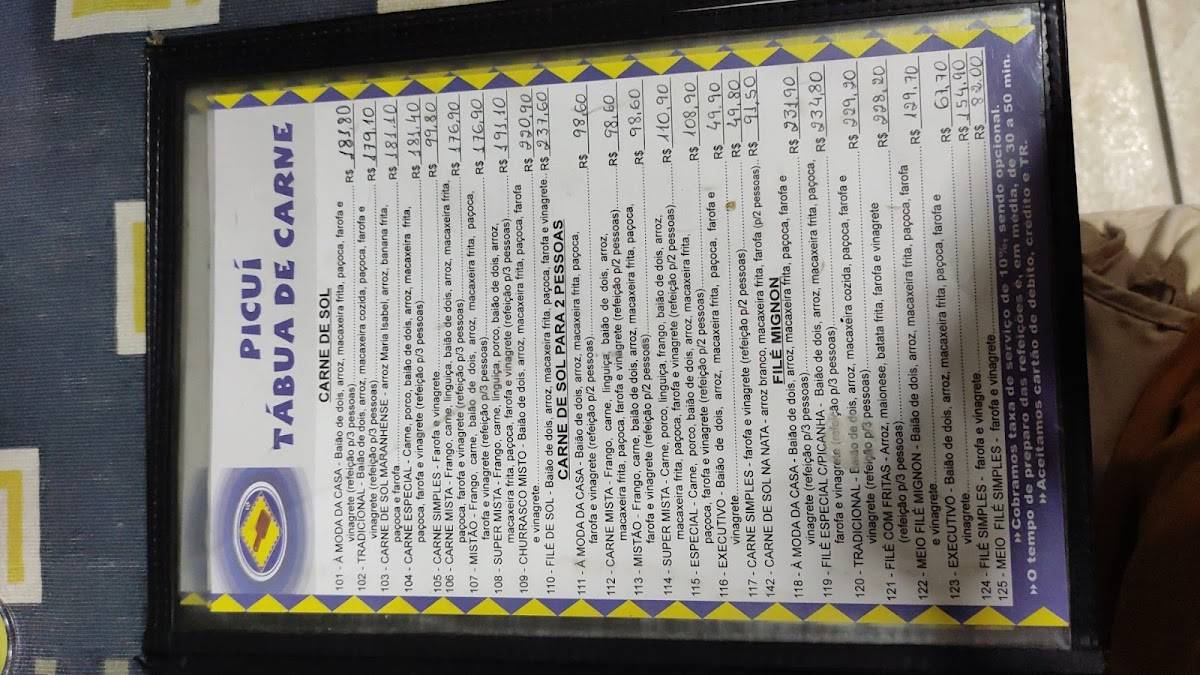 PICUÍ
TÁBUA DE CARNE
CARNE DE SOL
101 - À MODA DA CASA - Baião de dois, arroz, macaxeira frita, paçoca, farofa e
vinagrete (refeição p/3 pessoas) R$ 181,80
102 - TRADICIONAL - Baião de dois, arroz, macaxeira cozida, paçoca, farofa e
vinagrete (refeição p/3 pessoas) R$ 179,10
103 - CARNE DE SOL MARANHENSE - arroz Maria Isabel, arroz, banana frita,
paçoca e farofa R$ 181,10
104 - CARNE ESPECIAL - Carne, porco, baião de dois, arroz, macaxeira frita,
paçoca, farofa e vinagrete (refeição p/3 pessoas) R$ 181,40
105 - CARNE SIMPLES - Farofa e vinagrete R$ 99,80
106 - CARNE MISTA - Frango, carne, linguiça, baião de dois, arroz, macaxeira frita,
paçoca, farofa e vinagrete (refeição p/3 pessoas) R$ 176,90
107 - MISTÃO - Frango, carne, baião de dois, arroz, macaxeira frita, paçoca,
farofa e vinagrete (refeição p/3 pessoas) R$ 176,90
108 - SUPER MISTA - Frango, carne, linguiça, porco, baião de dois, arroz,
macaxeira frita, paçoca, farofa e vinagrete (refeição p/3 pessoas) R$ 191,10
109 - CHURRASCO MISTO - Baião de dois, arroz, macaxeira frita, paçoca, farofa
e vinagrete R$ 220,90
110 - FILÉ DE SOL - Baião de dois, arroz, macaxeira frita, paçoca, farofa e vinagrete. R$ 237,60
CARNE DE SOL PARA 2 PESSOAS
111 - À MODA DA CASA - Baião de dois, arroz, macaxeira frita, paçoca,
farofa e vinagrete (refeição p/2 pessoas) R$ 98,60
112 - CARNE MISTA - Frango, carne, linguiça, baião de dois, arroz,
macaxeira frita, paçoca, farofa e vinagrete (refeição p/2 pessoas) R$ 98,60
113 - MISTÃO - Frango, carne, baião de dois, arroz, macaxeira frita, paçoca,
farofa e vinagrete (refeição p/2 pessoas) R$ 98,60
114 - SUPER MISTA - Carne, porco, linguiça, frango, baião de dois, arroz,
macaxeira frita, paçoca, farofa e vinagrete (refeição p/2 pessoas) R$ 110,90
115 - ESPECIAL - Carne, porco, baião de dois, arroz, macaxeira frita,
paçoca, farofa e vinagrete (refeição p/2 pessoas) R$ 108,90
116 - EXECUTIVO - Baião de dois, arroz, macaxeira frita, paçoca, farofa e
vinagrete R$ 49,90
117 - CARNE SIMPLES - farofa e vinagrete (refeição p/2 pessoas) R$ 49,80
142 - CARNE DE SOL NA NATA - arroz branco, macaxeira frita, farofa (p/2 pessoas).. R$ 91,50
FILÉ MIGNON
118 - À MODA DA CASA - Baião de dois, arroz, macaxeira frita, paçoca, farofa e
vinagrete (refeição p/3 pessoas) R$ 231,90
119 - FILÉ ESPECIAL C/PICANHA - Baião de dois, arroz, macaxeira frita, paçoca,
farofa e vinagrete (refeição p/3 pessoas) R$ 234,80
120 - TRADICIONAL - Baião de dois, arroz, macaxeira cozida, paçoca, farofa e
vinagrete (refeição p/3 pessoas) R$ 229,20
121 - FILÉ COM FRITAS - Arroz, maionese, batata frita, farofa e vinagrete
(refeição p/3 pessoas) R$ 228,20
122 - MEIO FILÉ MIGNON - Baião de dois, arroz, macaxeira frita, paçoca, farofa
e vinagrete R$ 129,70
123 - EXECUTIVO - Baião de dois, arroz, macaxeira frita, paçoca, farofa e
vinagrete R$ 67,70
124 - FILÉ SIMPLES - farofa e vinagrete R$ 154,90
125 - MEIO FILÉ SIMPLES - farofa e vinagrete R$ 82,00
»Cobramos taxa de serviço de 10%, sendo opcional.
»O tempo de preparo das refeições e, em média, de 30 a 50 min.
»Aceitamos cartão de débito, crédito e TR.